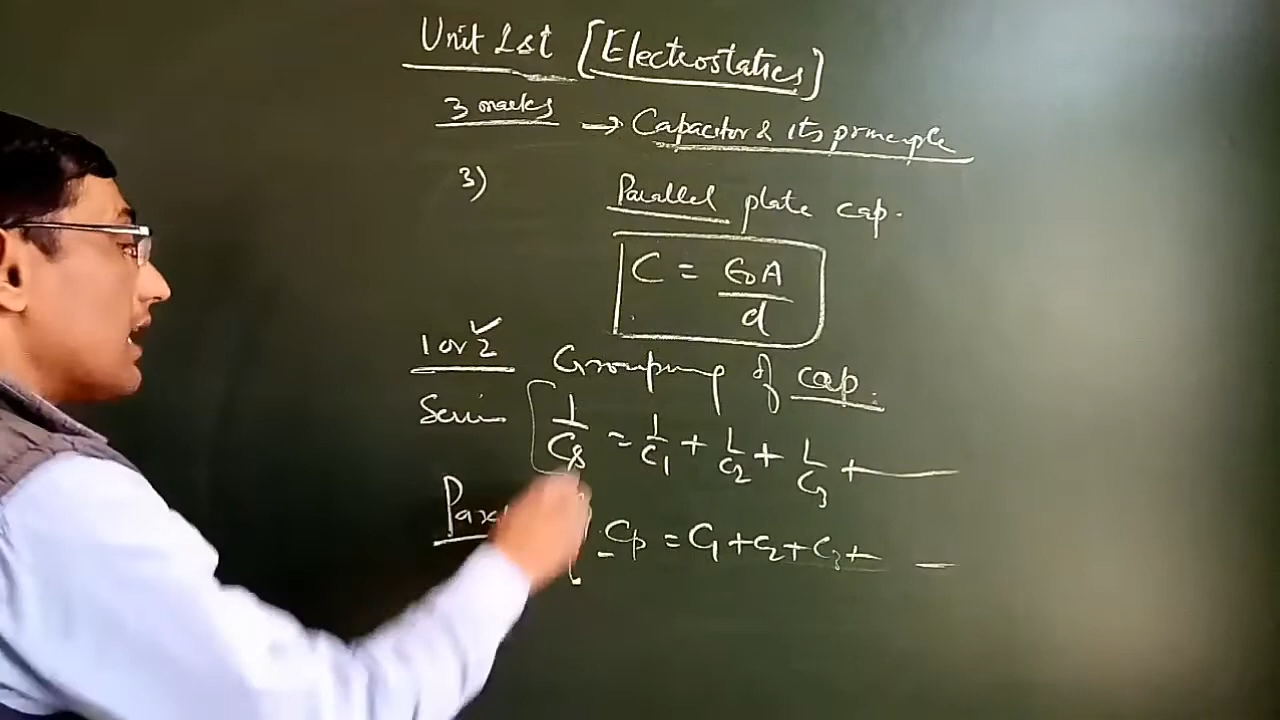 Unit 1st [Electrostatics]
3 marks → Capacitor & its principle
3) Parallel plate cap.
C = ε₀A/d
1 or 2 ✓ Grouping of cap.
Series [ 1/Cs = 1/C₁ + 1/C₂ + 1/C₃ + ——
Cp = C₁ + C₂ + C₃ + —